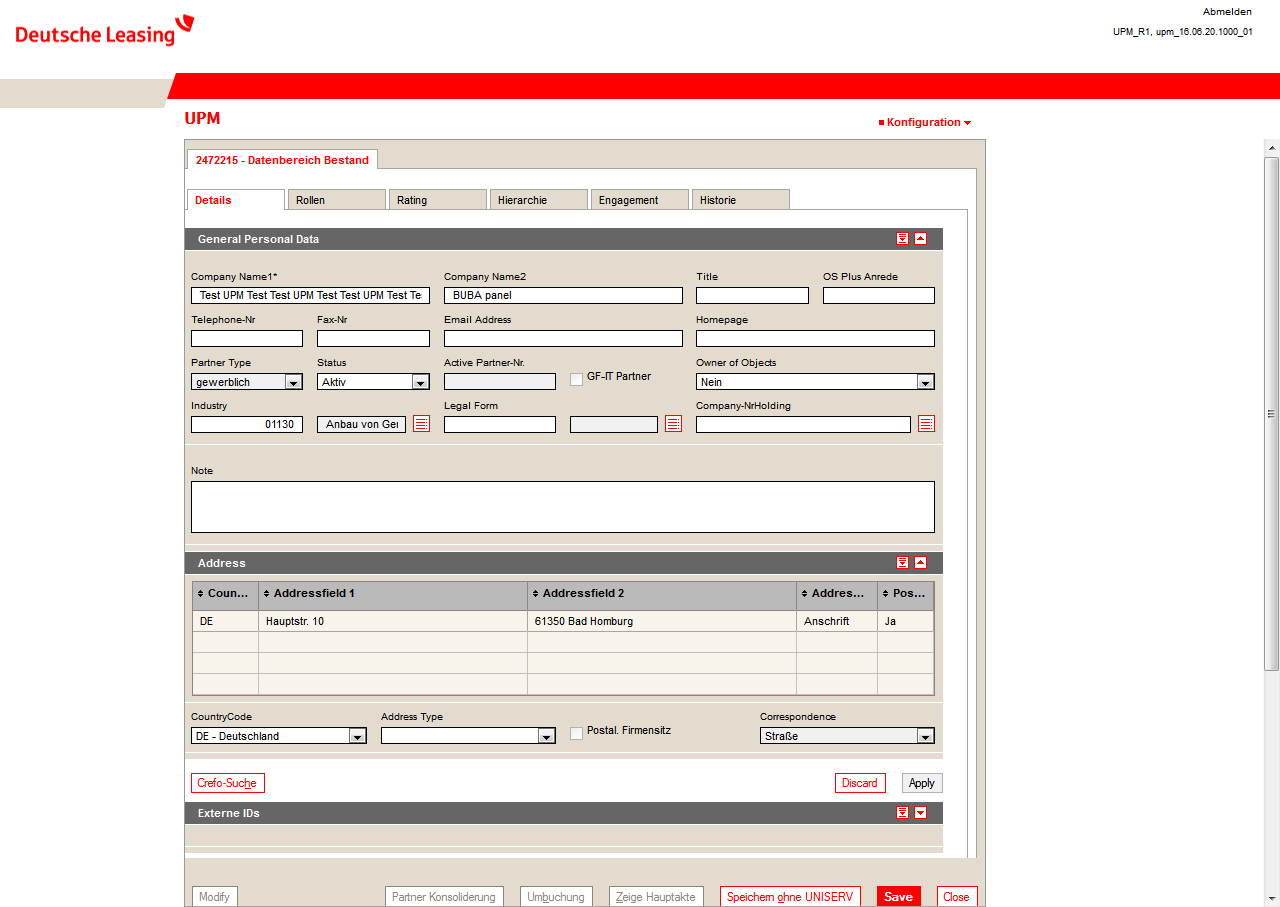 Deutsche Leasing
Abmelden
UPM_R1, upm_16.06.20.1000_01
UPM
Konfiguration
2472215 - Datenbereich Bestand
Details Rollen Rating Hierarchie Engagement Historie
General Personal Data
Company Name1* Company Name2 Title OS Plus Anrede
Test UPM Test Test UPM Test Test UPM Test Te BUBA panel
Telephone-Nr Fax-Nr Email Address Homepage
Partner Type Status Active Partner-Nr. GF-IT Partner Owner of Objects
gewerblich Aktiv Nein
Industry Legal Form Company-NrHolding
01130 Anbau von Ger
Note
Address
Coun... Addressfield 1 Addressfield 2 Addres... Pos...
DE Hauptstr. 10 61350 Bad Homburg Anschrift Ja
CountryCode Address Type Postal. Firmensitz Correspondence
DE - Deutschland Straße
Crefo-Suche Discard Apply
Externe IDs
Modify Partner Konsoliderung Umbuchung Zeige Hauptakte Speichern ohne UNISERV Save Close